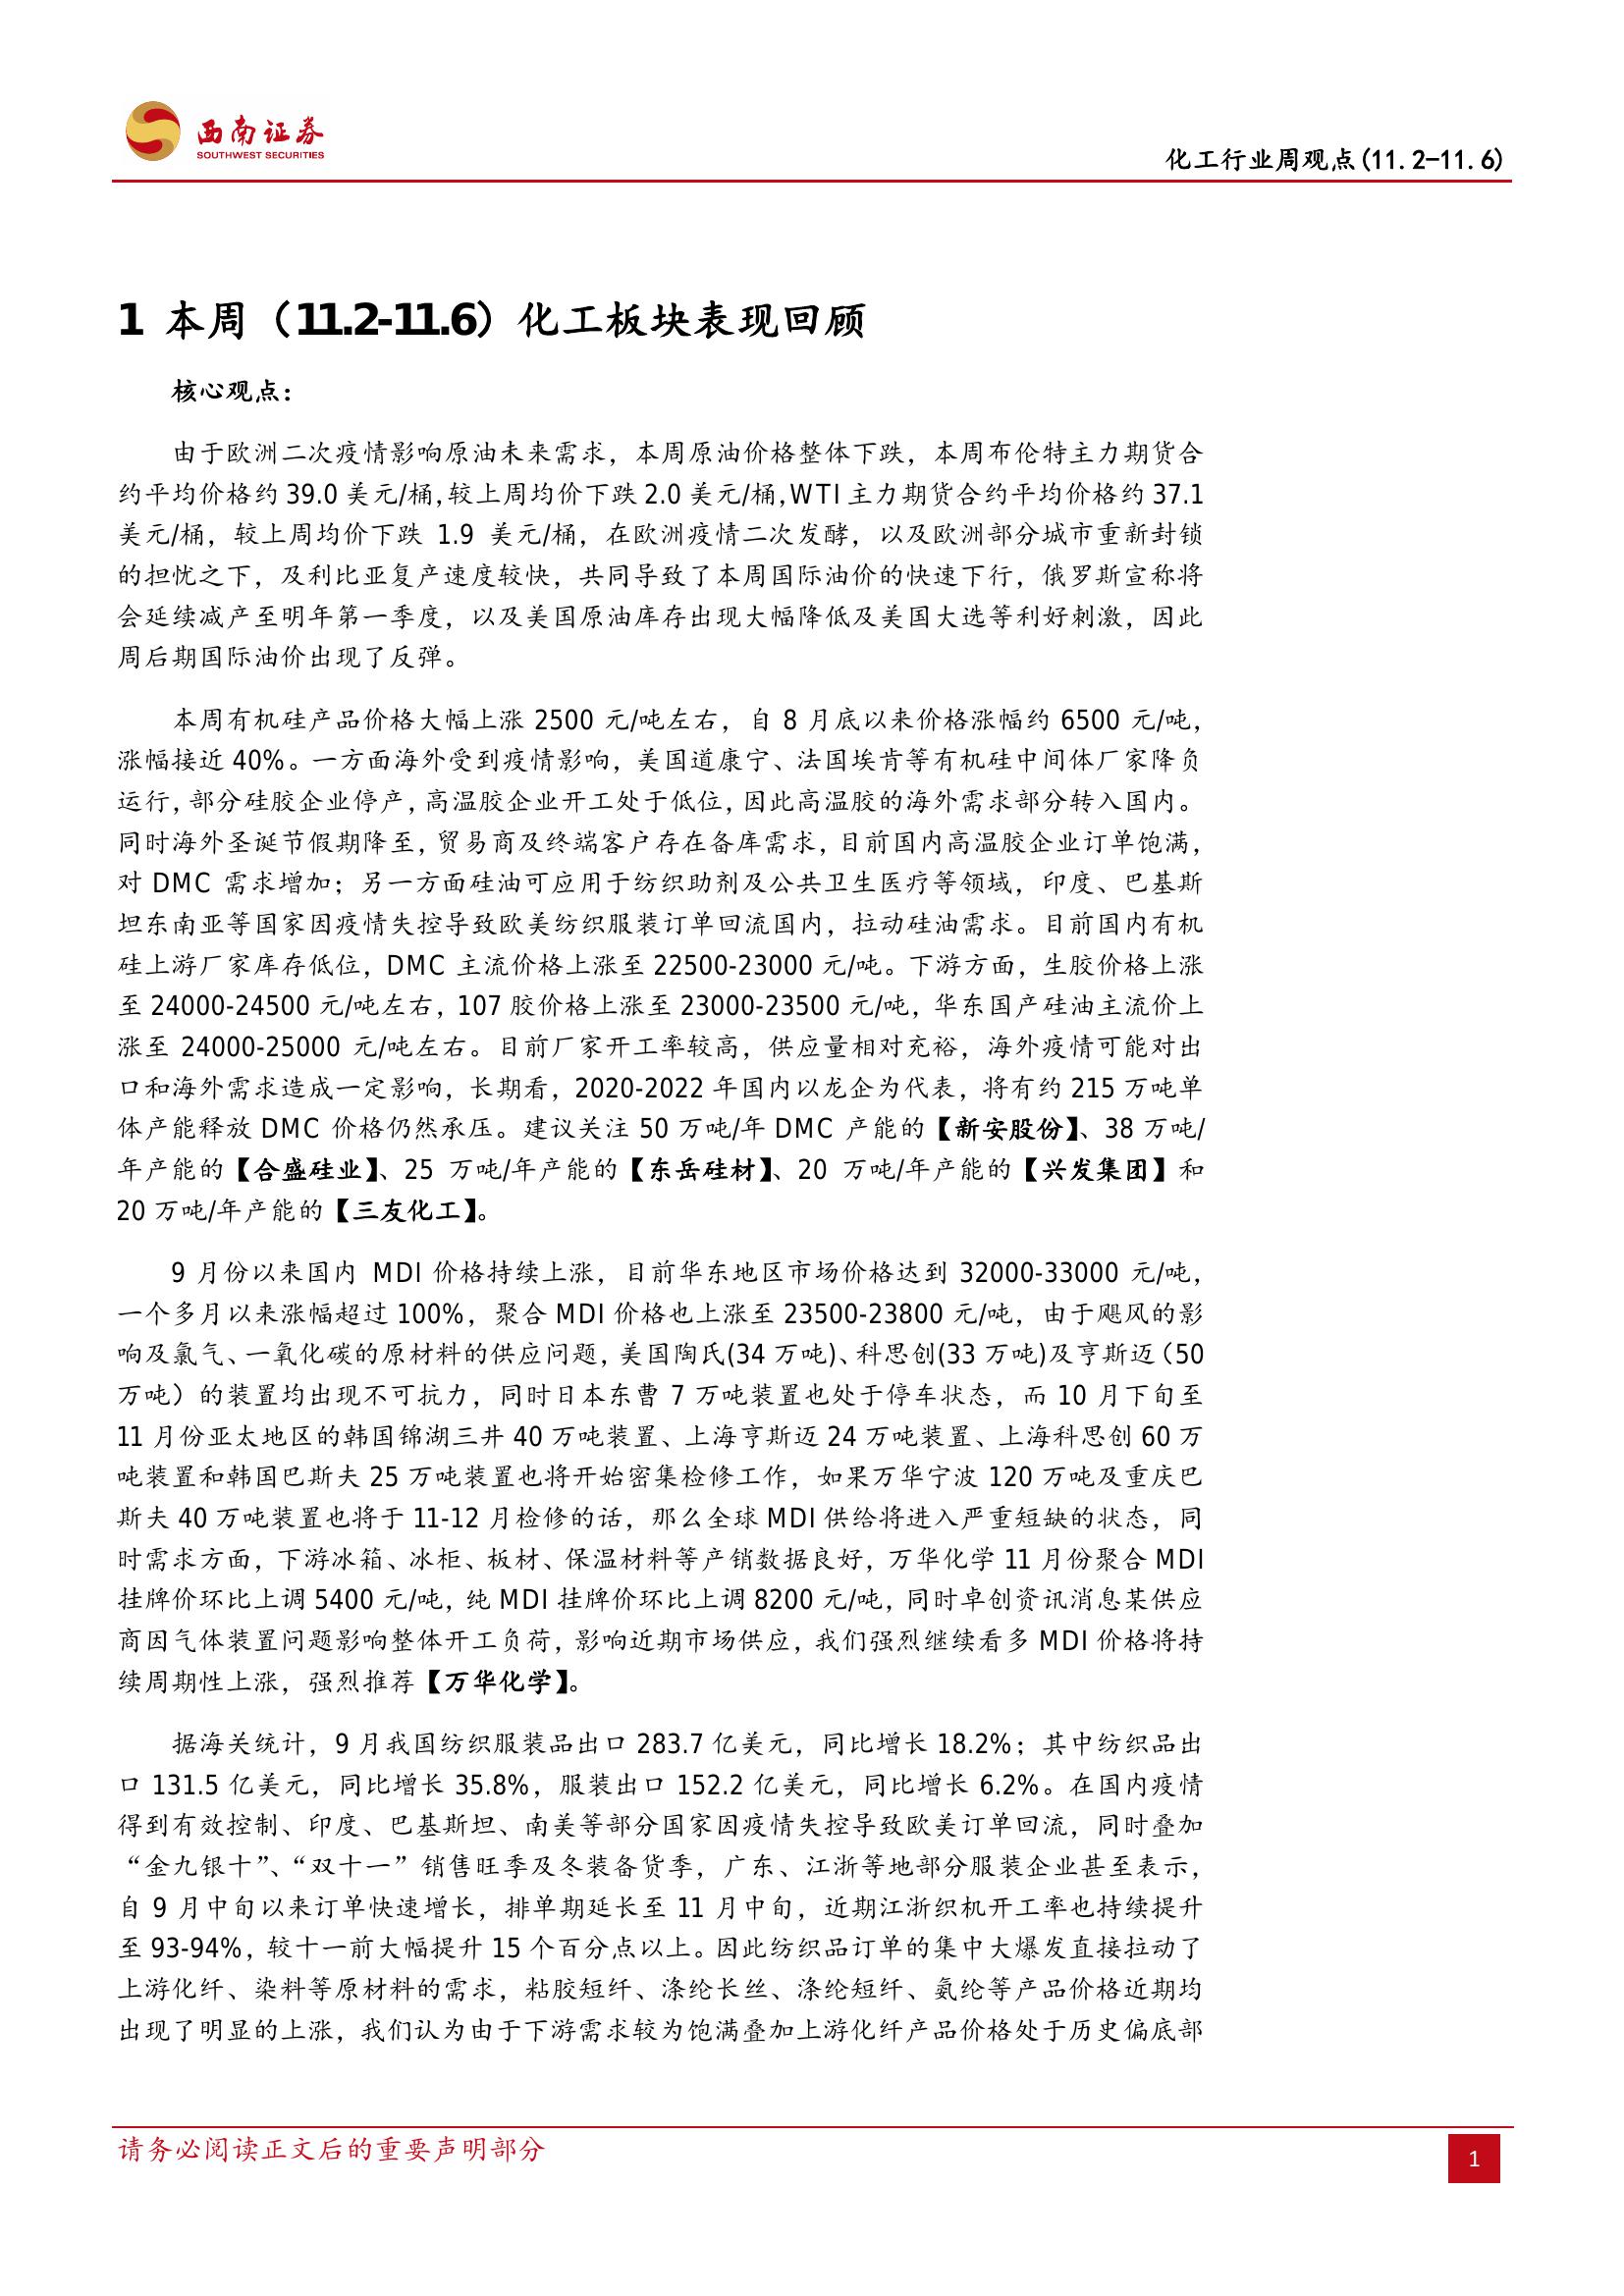 西南证券
SOUTHWEST SECURITIES
化工行业周观点(11.2-11.6)
1 本周（11.2-11.6）化工板块表现回顾
核心观点：
由于欧洲二次疫情影响原油未来需求，本周原油价格整体下跌，本周布伦特主力期货合
约平均价格约 39.0 美元/桶，较上周均价下跌 2.0 美元/桶，WTI 主力期货合约平均价格约 37.1
美元/桶，较上周均价下跌 1.9 美元/桶，在欧洲疫情二次发酵，以及欧洲部分城市重新封锁
的担忧之下，及利比亚复产速度较快，共同导致了本周国际油价的快速下行，俄罗斯宣称将
会延续减产至明年第一季度，以及美国原油库存出现大幅降低及美国大选等利好刺激，因此
周后期国际油价出现了反弹。
本周有机硅产品价格大幅上涨 2500 元/吨左右，自 8 月底以来价格涨幅约 6500 元/吨，
涨幅接近 40%。一方面海外受到疫情影响，美国道康宁、法国埃肯等有机硅中间体厂家降负
运行，部分硅胶企业停产，高温胶企业开工处于低位，因此高温胶的海外需求部分转入国内。
同时海外圣诞节假期降至，贸易商及终端客户存在备库需求，目前国内高温胶企业订单饱满，
对 DMC 需求增加；另一方面硅油可应用于纺织助剂及公共卫生医疗等领域，印度、巴基斯
坦东南亚等国家因疫情失控导致欧美纺织服装订单回流国内，拉动硅油需求。目前国内有机
硅上游厂家库存低位，DMC 主流价格上涨至 22500-23000 元/吨。下游方面，生胶价格上涨
至 24000-24500 元/吨左右，107 胶价格上涨至 23000-23500 元/吨，华东国产硅油主流价上
涨至 24000-25000 元/吨左右。目前厂家开工率较高，供应量相对充裕，海外疫情可能对出
口和海外需求造成一定影响，长期看，2020-2022 年国内以龙企为代表，将有约 215 万吨单
体产能释放 DMC 价格仍然承压。建议关注 50 万吨/年 DMC 产能的【新安股份】、38 万吨/
年产能的【合盛硅业】、25 万吨/年产能的【东岳硅材】、20 万吨/年产能的【兴发集团】和
20 万吨/年产能的【三友化工】。
9 月份以来国内 MDI 价格持续上涨，目前华东地区市场价格达到 32000-33000 元/吨，
一个多月以来涨幅超过 100%，聚合 MDI 价格也上涨至 23500-23800 元/吨，由于飓风的影
响及氯气、一氧化碳的原材料的供应问题，美国陶氏(34 万吨)、科思创(33 万吨)及亨斯迈（50
万吨）的装置均出现不可抗力，同时日本东曹 7 万吨装置也处于停车状态，而 10 月下旬至
11 月份亚太地区的韩国锦湖三井 40 万吨装置、上海亨斯迈 24 万吨装置、上海科思创 60 万
吨装置和韩国巴斯夫 25 万吨装置也将开始密集检修工作，如果万华宁波 120 万吨及重庆巴
斯夫 40 万吨装置也将于 11-12 月检修的话，那么全球 MDI 供给将进入严重短缺的状态，同
时需求方面，下游冰箱、冰柜、板材、保温材料等产销数据良好，万华化学 11 月份聚合 MDI
挂牌价环比上调 5400 元/吨，纯 MDI 挂牌价环比上调 8200 元/吨，同时卓创资讯消息某供应
商因气体装置问题影响整体开工负荷，影响近期市场供应，我们强烈继续看多 MDI 价格将持
续周期性上涨，强烈推荐【万华化学】。
据海关统计，9 月我国纺织服装品出口 283.7 亿美元，同比增长 18.2%；其中纺织品出
口 131.5 亿美元，同比增长 35.8%，服装出口 152.2 亿美元，同比增长 6.2%。在国内疫情
得到有效控制、印度、巴基斯坦、南美等部分国家因疫情失控导致欧美订单回流，同时叠加
“金九银十”、“双十一”销售旺季及冬装备货季，广东、江浙等地部分服装企业甚至表示，
自 9 月中旬以来订单快速增长，排单期延长至 11 月中旬，近期江浙织机开工率也持续提升
至 93-94%，较十一前大幅提升 15 个百分点以上。因此纺织品订单的集中大爆发直接拉动了
上游化纤、染料等原材料的需求，粘胶短纤、涤纶长丝、涤纶短纤、氨纶等产品价格近期均
出现了明显的上涨，我们认为由于下游需求较为饱满叠加上游化纤产品价格处于历史偏底部
请务必阅读正文后的重要声明部分
1